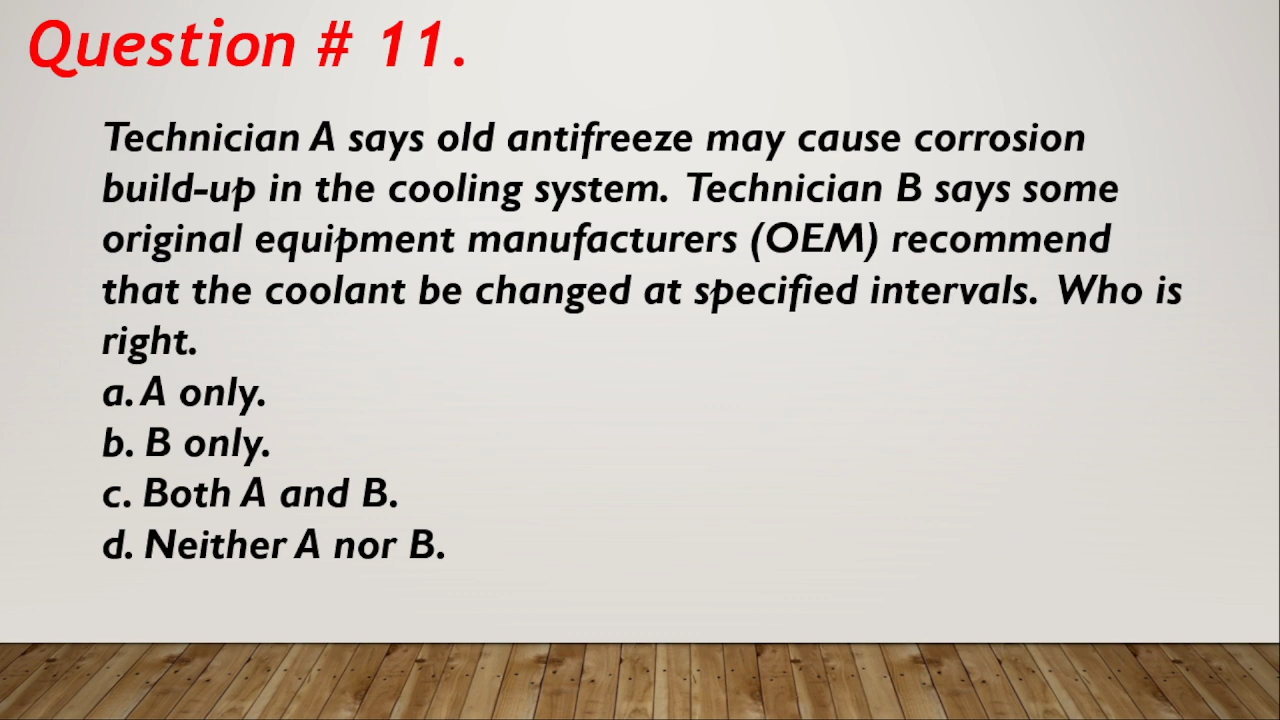 Question # 11.
Technician A says old antifreeze may cause corrosion
build-up in the cooling system.  Technician B says some
original equipment manufacturers (OEM) recommend
that the coolant be changed at specified intervals.  Who is
right.
a. A only.
b. B only.
c. Both A and B.
d. Neither A nor B.